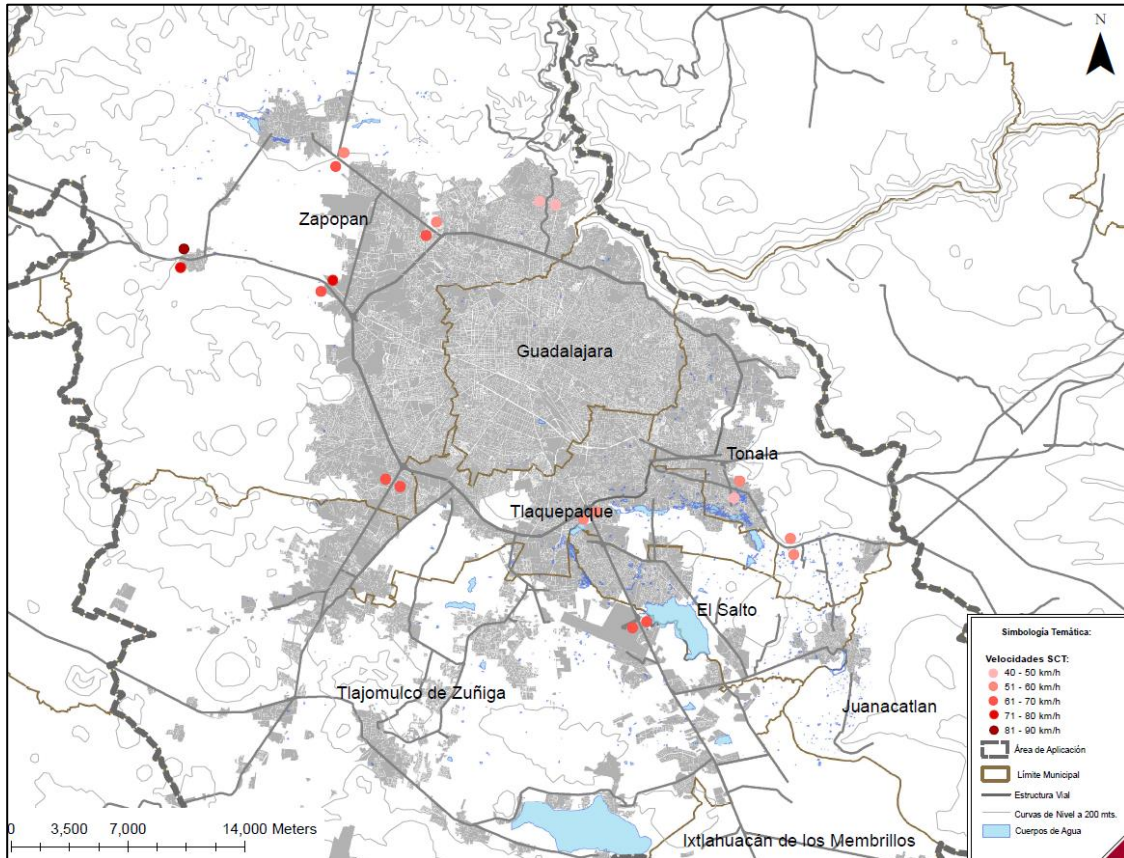 N
Zapopan
Guadalajara
Tonala
Tlaquepaque
El Salto
Tlajomulco de Zuñiga
Juanacatlan
Ixtlahuacán de los Membrillos
0 3,500 7,000 14,000 Meters
Simbología Temática:
Velocidades SCT:
40 - 50 km/h
51 - 60 km/h
61 - 70 km/h
71 - 80 km/h
81 - 90 km/h
Área de Aplicación
Límite Municipal
Estructura Vial
Curvas de Nivel a 200 mts.
Cuerpos de Agua